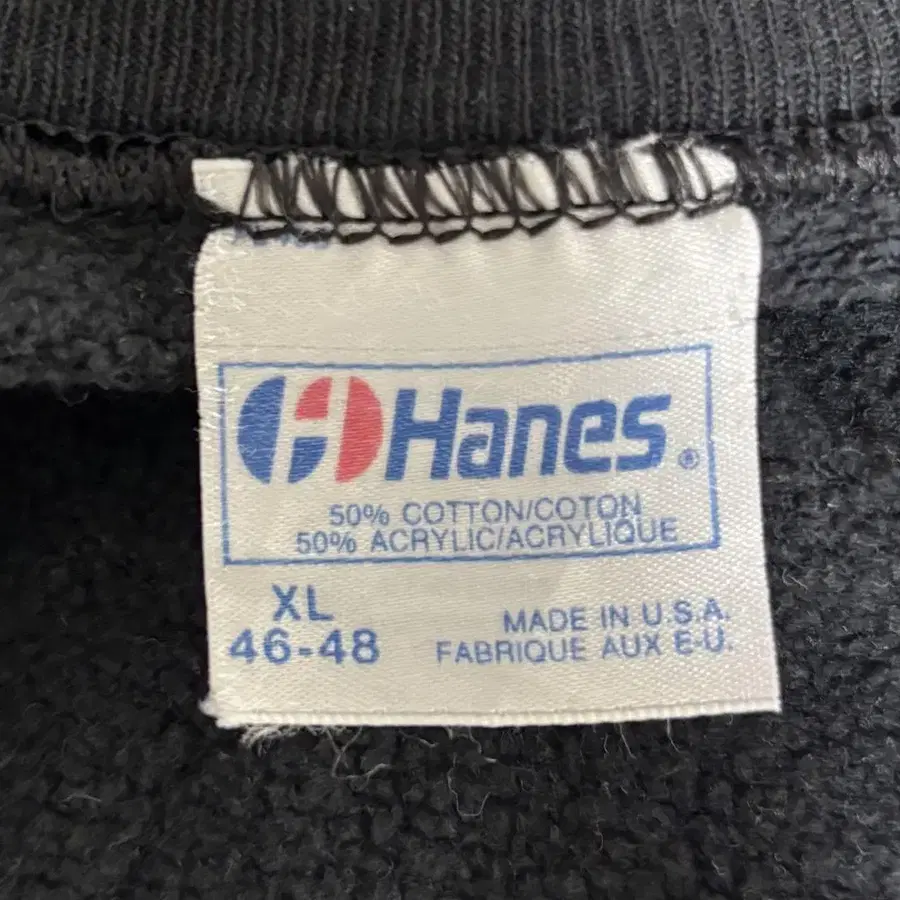 Hanes®
50% COTTON/COTON
50% ACRYLIC/ACRYLIQUE
XL
46-48
MADE IN U.S.A.
FABRIQUE AUX E-U.